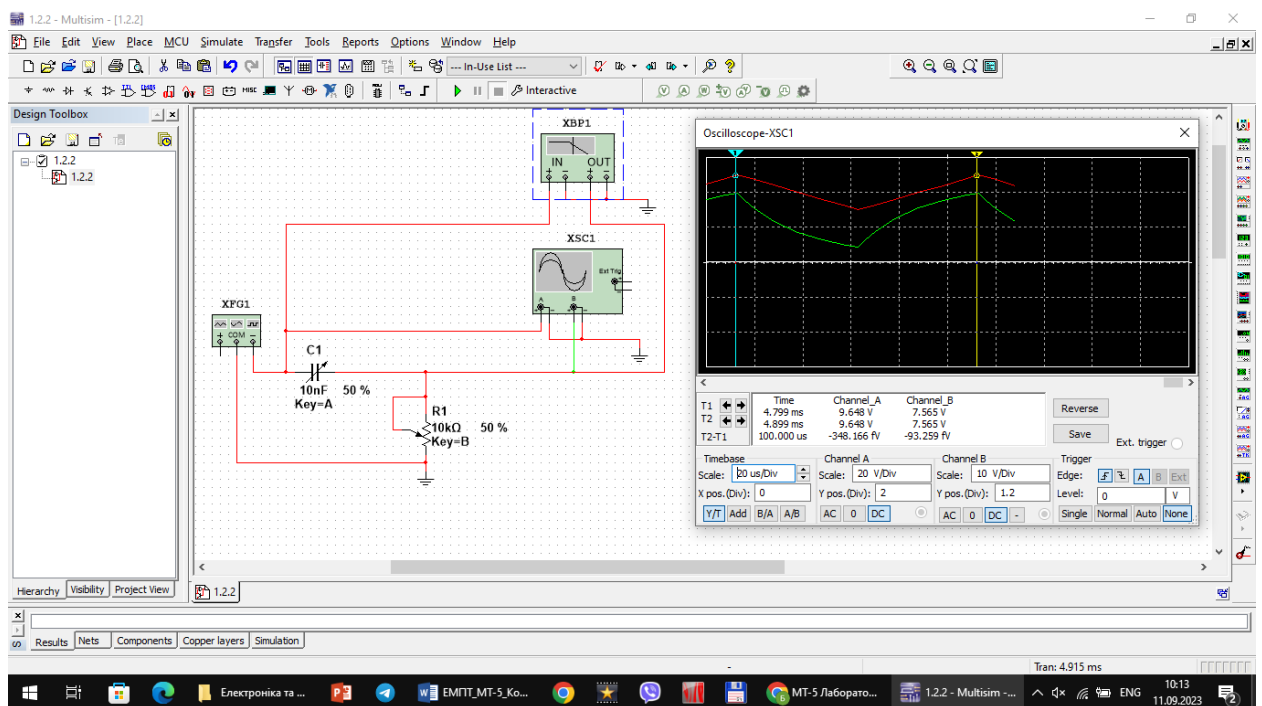 1.2.2 - Multisim - [1.2.2]
File Edit View Place MCU Simulate Transfer Tools Reports Options Window Help
--- In-Use List ---
Interactive
Design Toolbox
1.2.2
1.2.2
Hierarchy Visibility Project View
1.2.2
XBP1
IN OUT
XSC1
Ext Trig
A B
XFG1
COM
C1
10nF 50 %
Key=A
R1
10kΩ 50 %
Key=B
Oscilloscope-XSC1
Time Channel_A Channel_B
T1 4.799 ms 9.648 V 7.565 V
T2 4.899 ms 9.648 V 7.565 V
T2-T1 100.000 us -348.166 fV -93.259 fV
Reverse
Save
Ext. trigger
Timebase Channel A Channel B Trigger
Scale: 20 us/Div Scale: 20 V/Div Scale: 10 V/Div Edge: A B Ext
X pos.(Div): 0 Y pos.(Div): 2 Y pos.(Div): 1.2 Level: 0 V
Y/T Add B/A A/B AC 0 DC AC 0 DC - Single Normal Auto None
Results Nets Components Copper layers Simulation
- Tran: 4.915 ms
Електроніка та ... ЕМПТ_МТ-5_Ко... МТ-5 Лаборато... 1.2.2 - Multisim -... ENG 10:13
11.09.2023